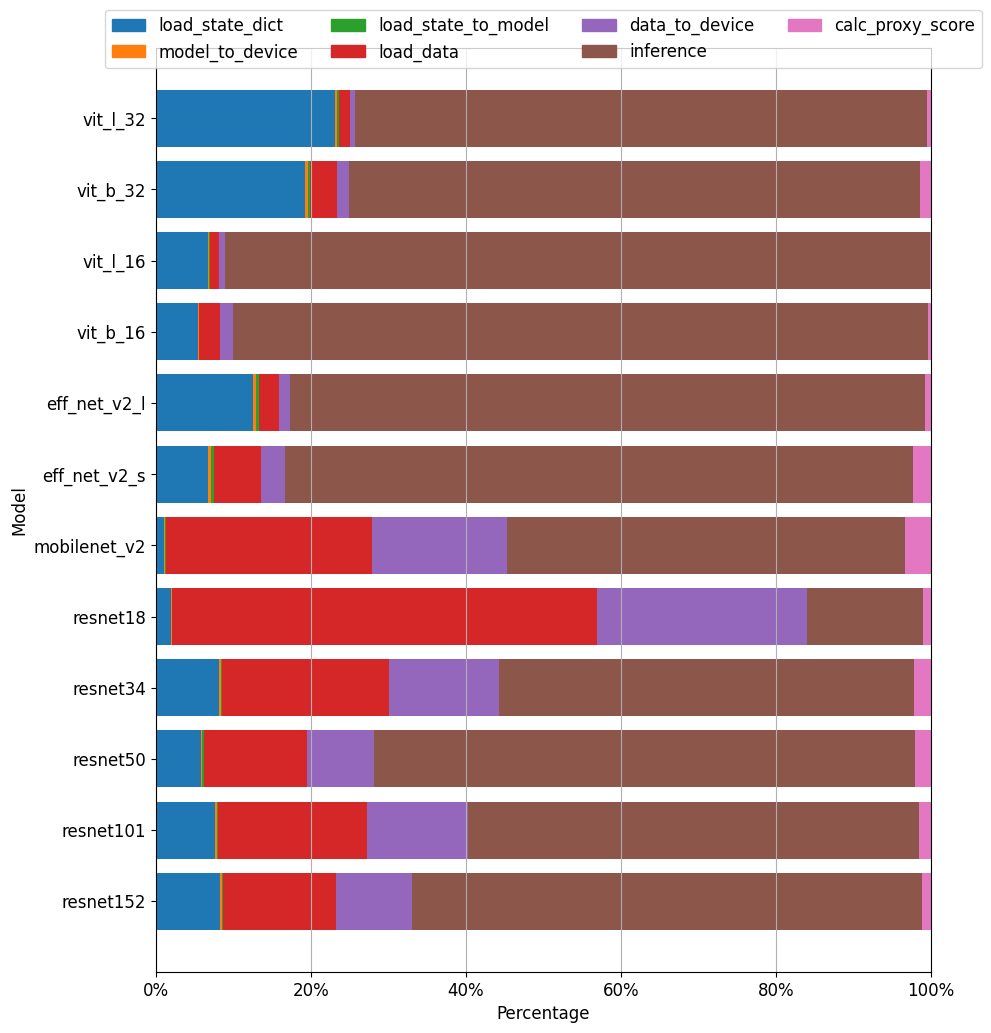 load_state_dict load_state_to_model data_to_device calc_proxy_score
model_to_device load_data inference
vit_l_32
vit_b_32
vit_l_16
vit_b_16
eff_net_v2_l
eff_net_v2_s
Model
mobilenet_v2
resnet18
resnet34
resnet50
resnet101
resnet152
0% 20% 40% 60% 80% 100%
Percentage